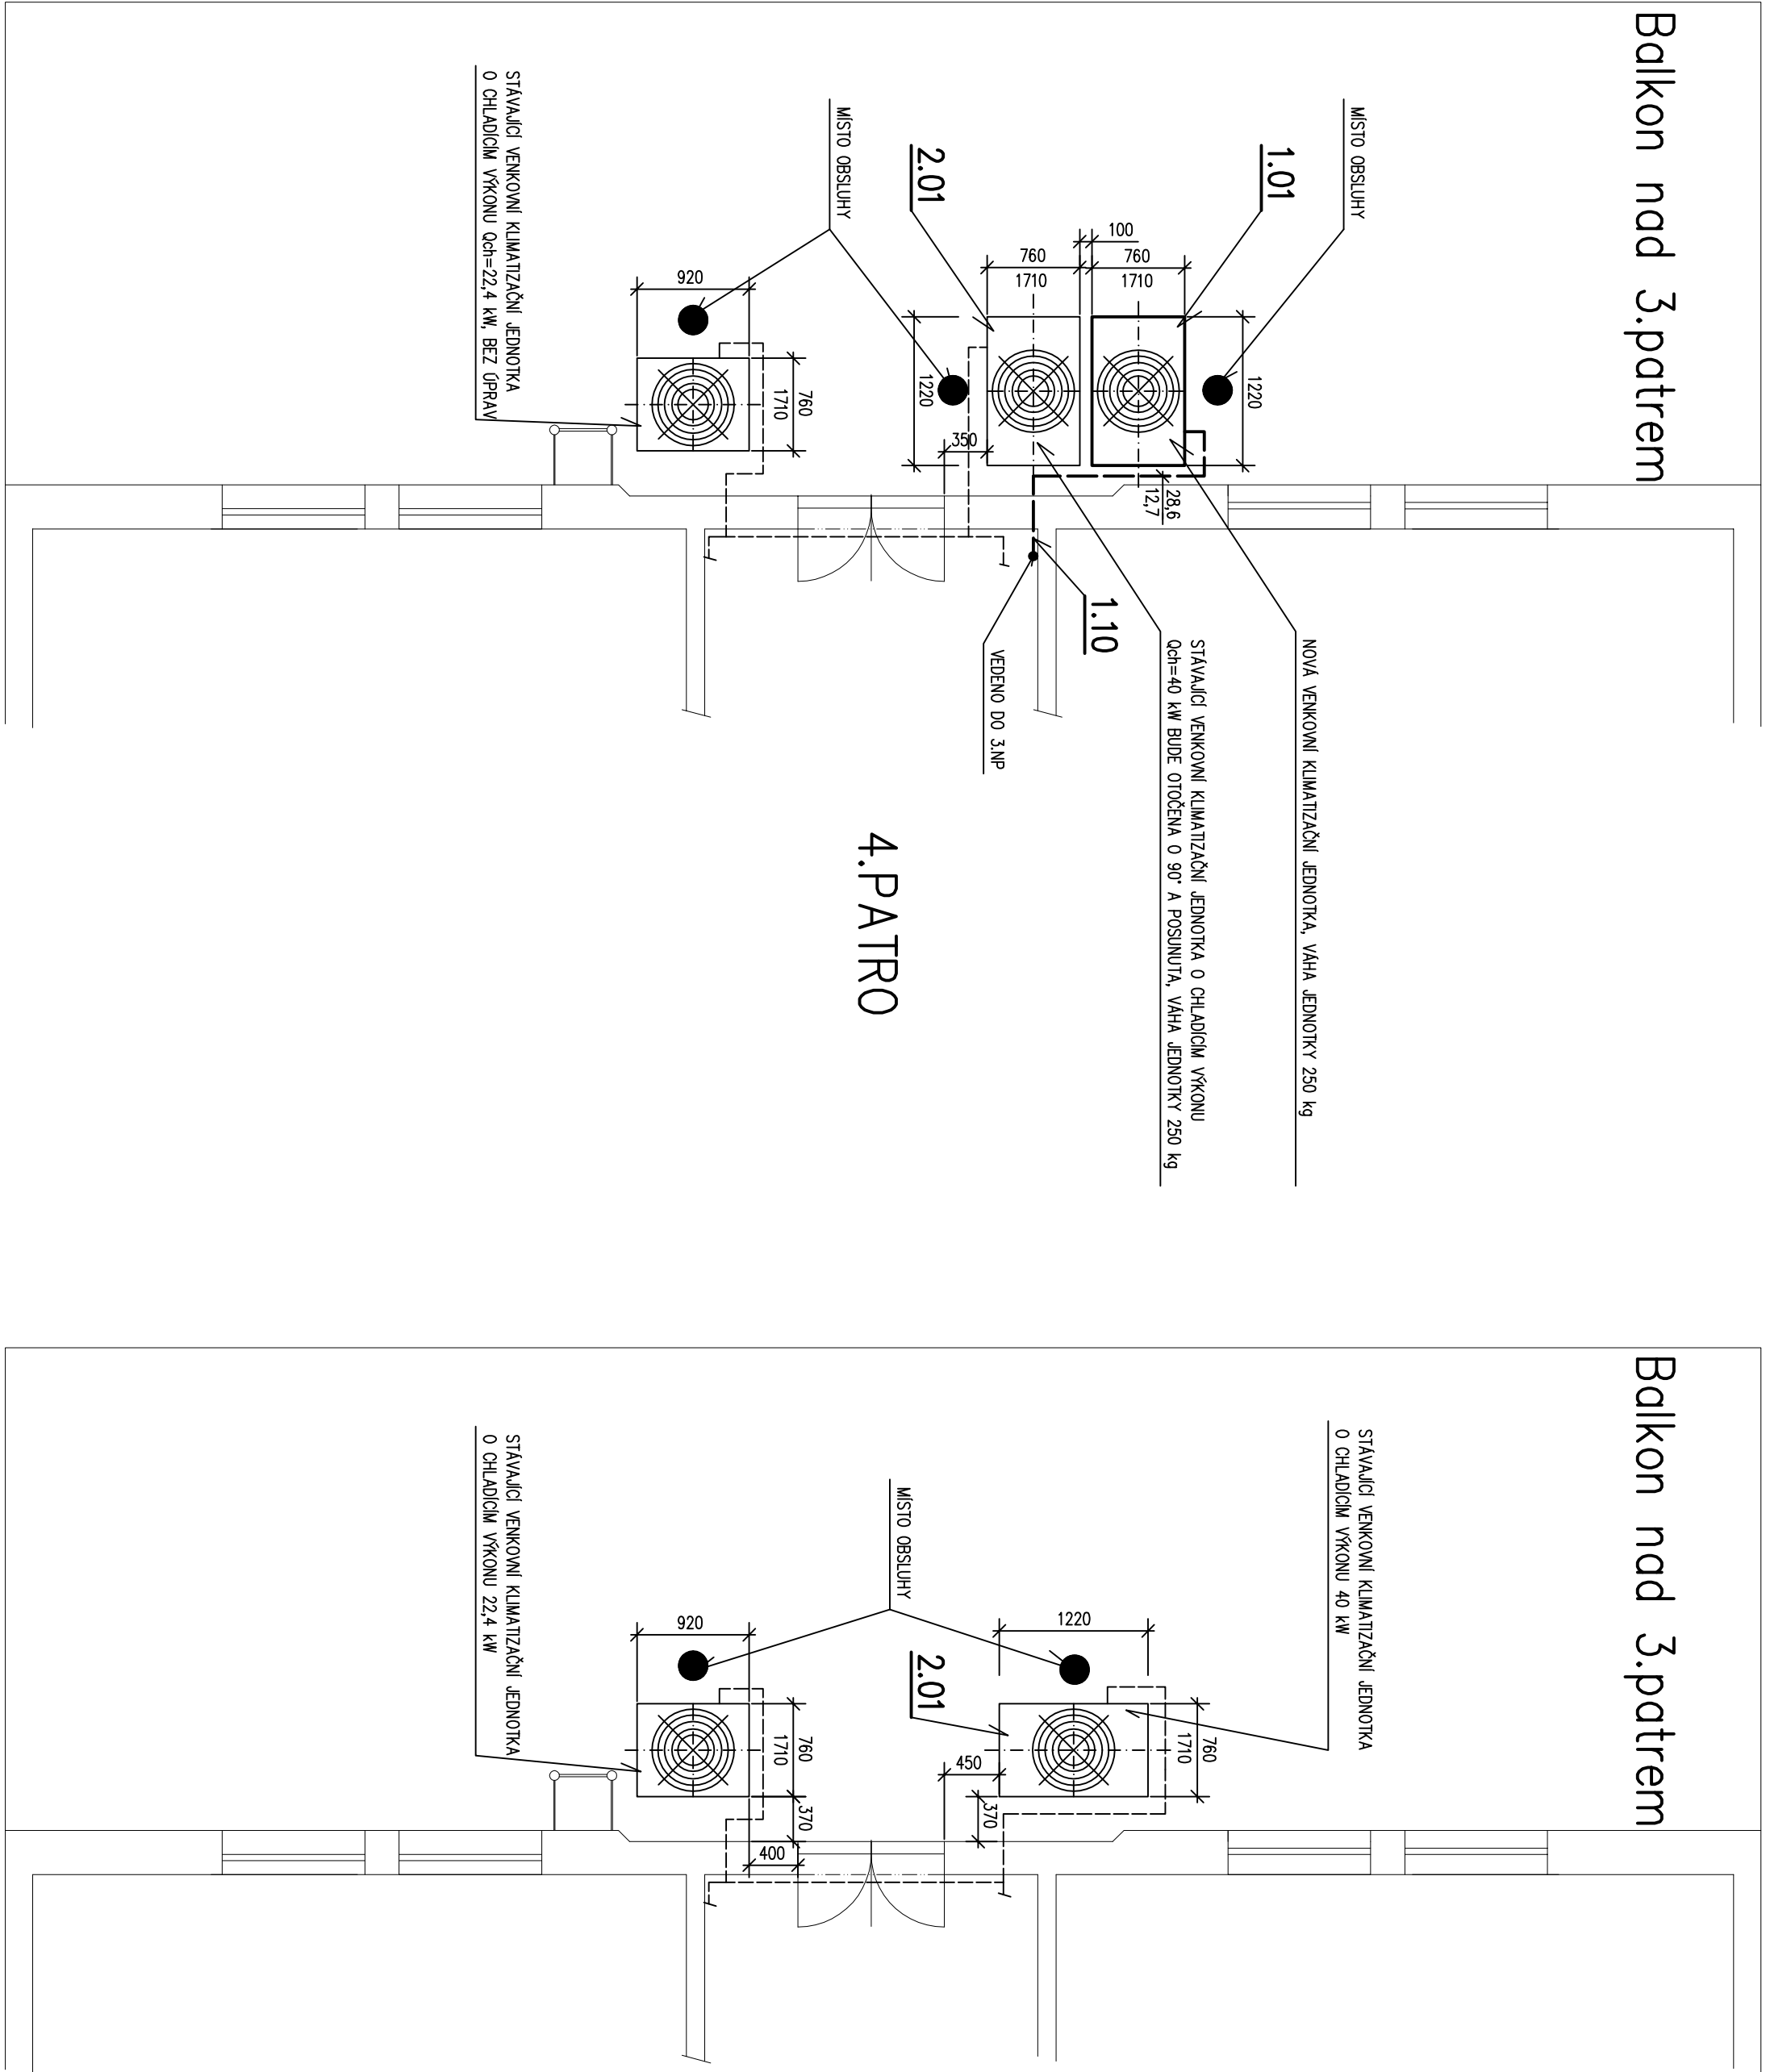 Balkon nad 3.patrem
MÍSTO OBSLUHY
1.01
1220
100
760
1710
760
1710
28,6
12,7
NOVÁ VENKOVNÍ KLIMATIZAČNÍ JEDNOTKA, VÁHA JEDNOTKY 250 kg
STÁVAJÍCÍ VENKOVNÍ KLIMATIZAČNÍ JEDNOTKA O CHLADÍCÍM VÝKONU
Qch=40 kW BUDE OTOČENA O 90° A POSUNUTA, VÁHA JEDNOTKY 250 kg
1.10
VEDENO DO 3.NP
2.01
1220
350
MÍSTO OBSLUHY
4.PATRO
920
760
1710
STÁVAJÍCÍ VENKOVNÍ KLIMATIZAČNÍ JEDNOTKA
O CHLADÍCÍM VÝKONU Qch=22,4 kW, BEZ ÚPRAV
Balkon nad 3.patrem
STÁVAJÍCÍ VENKOVNÍ KLIMATIZAČNÍ JEDNOTKA
O CHLADÍCÍM VÝKONU 40 kW
1220
760
1710
2.01
450
370
MÍSTO OBSLUHY
920
760
1710
370
400
STÁVAJÍCÍ VENKOVNÍ KLIMATIZAČNÍ JEDNOTKA
O CHLADÍCÍM VÝKONU 22,4 kW